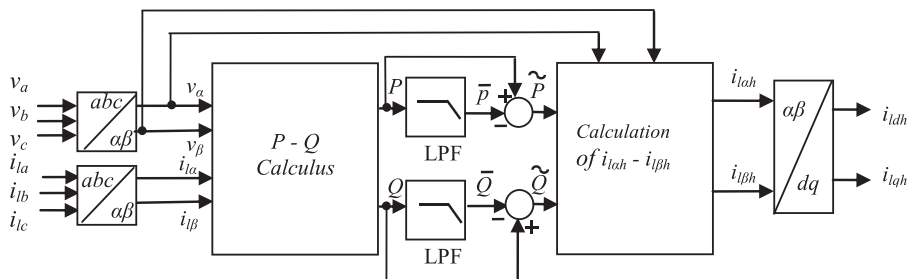 v_a
v_b
v_c
i_la
i_lb
i_lc
abc
αβ
abc
αβ
v_α
v_β
i_lα
i_lβ
P - Q
Calculus
P
LPF
p̄
+
−
P̃
Q
LPF
Q̄
−
+
Q̃
Calculation
of i_lαh - i_lβh
i_lαh
i_lβh
αβ
dq
i_ldh
i_lqh